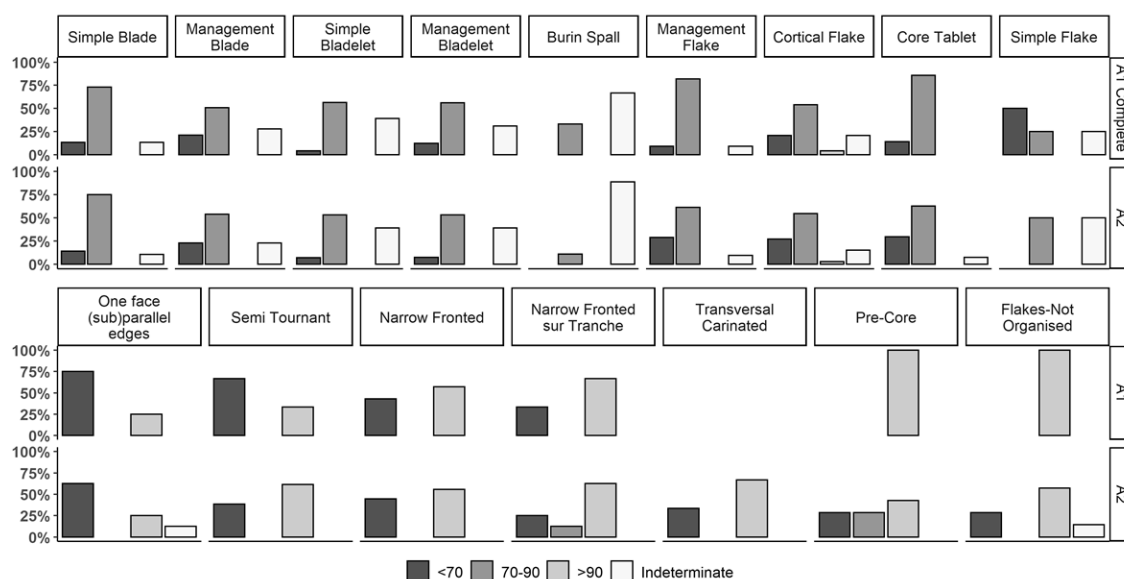 Simple Blade
Management
Blade
Simple
Bladelet
Management
Bladelet
Burin Spall
Management
Flake
Cortical Flake
Core Tablet
Simple Flake
100%
75%
50%
25%
0%
A1 Complete
100%
75%
50%
25%
0%
A2
One face
(sub)parallel
edges
Semi Tournant
Narrow Fronted
Narrow Fronted
sur Tranche
Transversal
Carinated
Pre-Core
Flakes-Not
Organised
100%
75%
50%
25%
0%
A1
100%
75%
50%
25%
0%
A2
<70 70-90 >90 Indeterminate